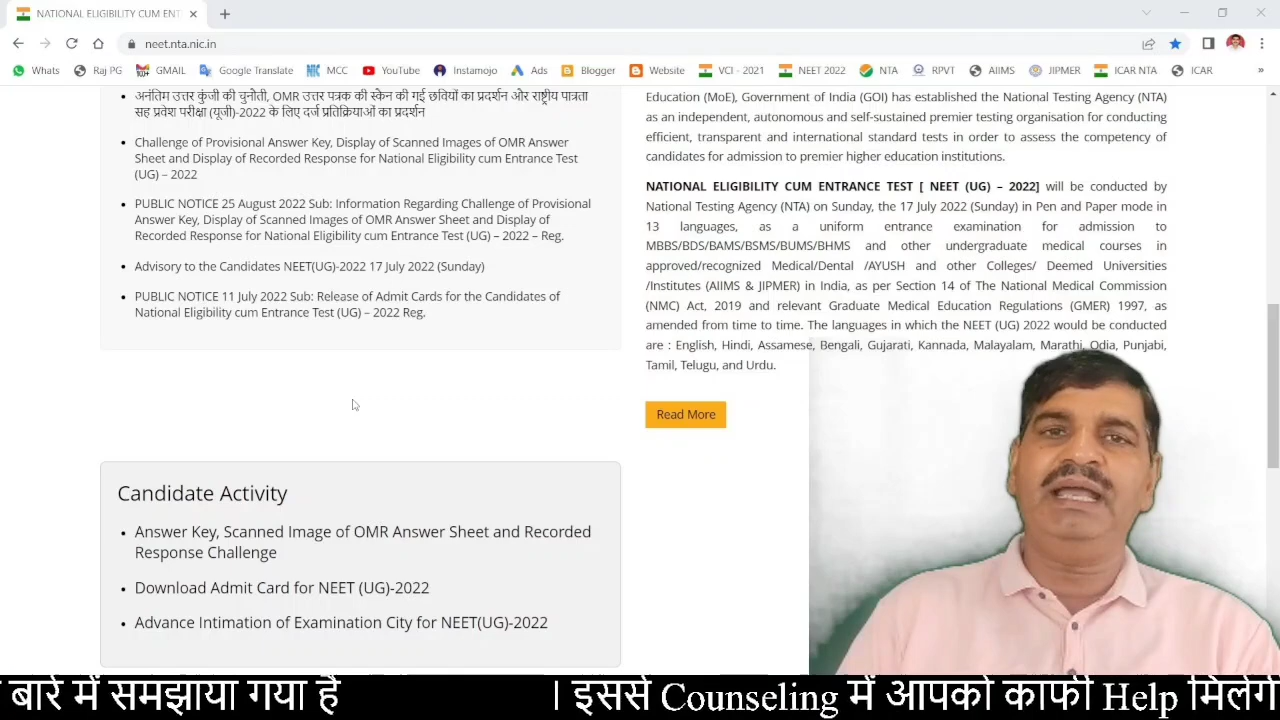 NATIONAL ELIGIBILITY CUM ENT
neet.nta.nic.in
Whats Raj PG GMAIL Google Translate MCC YouTube Instamojo Ads Blogger Website VCI - 2021 NEET 2022 NTA RPVT AIIMS JIPMER ICAR NTA ICAR »
अनंतिम उत्तर कुंजी की चुनौती, OMR उत्तर पत्रक की स्कैन की गई छवियों का प्रदर्शन और राष्ट्रीय पात्रता
सह प्रवेश परीक्षा (यूजी)-2022 के लिए दर्ज प्रतिक्रियाओं का प्रदर्शन
Challenge of Provisional Answer Key, Display of Scanned Images of OMR Answer
Sheet and Display of Recorded Response for National Eligibility cum Entrance Test
(UG) – 2022
PUBLIC NOTICE 25 August 2022 Sub: Information Regarding Challenge of Provisional
Answer Key, Display of Scanned Images of OMR Answer Sheet and Display of
Recorded Response for National Eligibility cum Entrance Test (UG) – 2022 – Reg.
Advisory to the Candidates NEET(UG)-2022 17 July 2022 (Sunday)
PUBLIC NOTICE 11 July 2022 Sub: Release of Admit Cards for the Candidates of
National Eligibility cum Entrance Test (UG) – 2022 Reg.
Education (MoE), Government of India (GOI) has established the National Testing Agency (NTA)
as an independent, autonomous and self-sustained premier testing organisation for conducting
efficient, transparent and international standard tests in order to assess the competency of
candidates for admission to premier higher education institutions.
NATIONAL ELIGIBILITY CUM ENTRANCE TEST [ NEET (UG) – 2022] will be conducted by
National Testing Agency (NTA) on Sunday, the 17 July 2022 (Sunday) in Pen and Paper mode in
13 languages, as a uniform entrance examination for admission to
MBBS/BDS/BAMS/BSMS/BUMS/BHMS and other undergraduate medical courses in
approved/recognized Medical/Dental /AYUSH and other Colleges/ Deemed Universities
/Institutes (AIIMS & JIPMER) in India, as per Section 14 of The National Medical Commission
(NMC) Act, 2019 and relevant Graduate Medical Education Regulations (GMER) 1997, as
amended from time to time. The languages in which the NEET (UG) 2022 would be conducted
are : English, Hindi, Assamese, Bengali, Gujarati, Kannada, Malayalam, Marathi, Odia, Punjabi,
Tamil, Telugu, and Urdu.
Read More
Candidate Activity
Answer Key, Scanned Image of OMR Answer Sheet and Recorded
Response Challenge
Download Admit Card for NEET (UG)-2022
Advance Intimation of Examination City for NEET(UG)-2022
बारे में समझाया गया है । इससे Counseling में आपको काफी Help मिलेगी